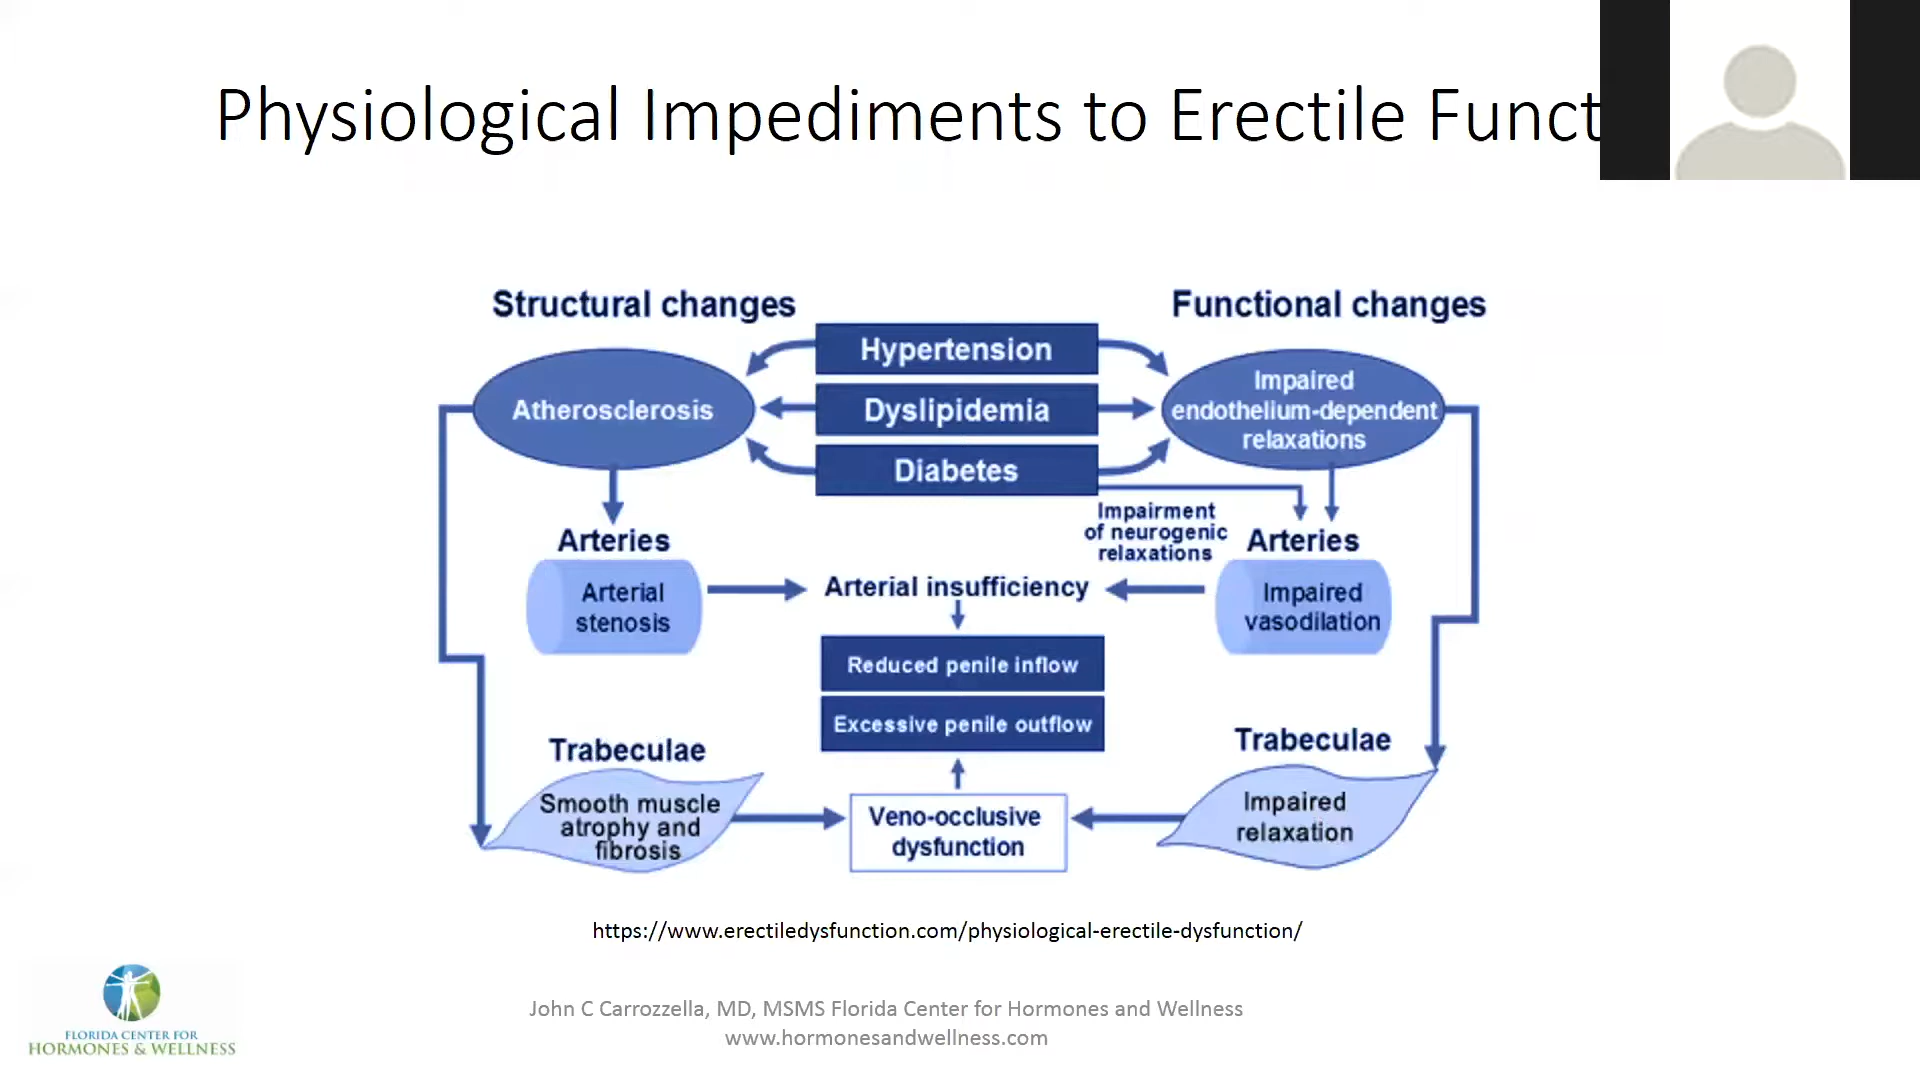 Physiological Impediments to Erectile Funct
Structural changes
Functional changes
Hypertension
Dyslipidemia
Diabetes
Atherosclerosis
Impaired
endothelium-dependent
relaxations
Impairment
of neurogenic
relaxations
Arteries
Arterial
stenosis
Arterial insufficiency
Arteries
Impaired
vasodilation
Reduced penile inflow
Excessive penile outflow
Trabeculae
Smooth muscle
atrophy and
fibrosis
Veno-occlusive
dysfunction
Trabeculae
Impaired
relaxation
https://www.erectiledysfunction.com/physiological-erectile-dysfunction/
FLORIDA CENTER FOR
HORMONES & WELLNESS
John C Carrozzella, MD, MSMS Florida Center for Hormones and Wellness
www.hormonesandwellness.com